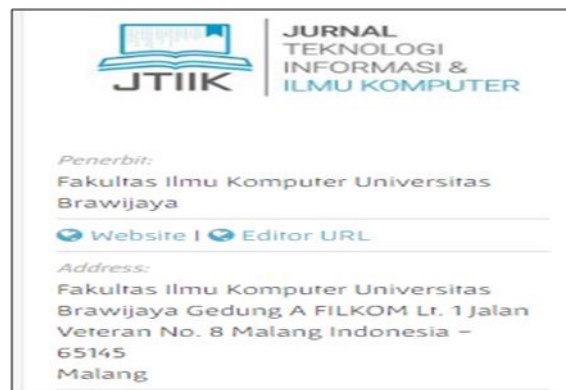 JTIIK
JURNAL
TEKNOLOGI
INFORMASI &
ILMU KOMPUTER
Penerbit:
Fakultas Ilmu Komputer Universitas
Brawijaya
Website | Editor URL
Address:
Fakultas Ilmu Komputer Universitas
Brawijaya Gedung A FILKOM Lt. 1 Jalan
Veteran No. 8 Malang Indonesia –
65145
Malang